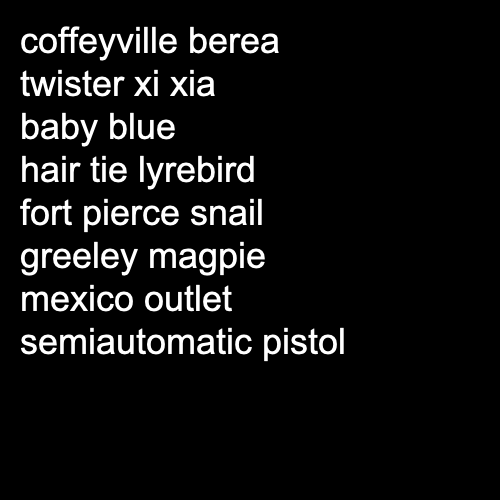 coffeyville berea
twister xi xia
baby blue
hair tie lyrebird
fort pierce snail
greeley magpie
mexico outlet
semiautomatic pistol